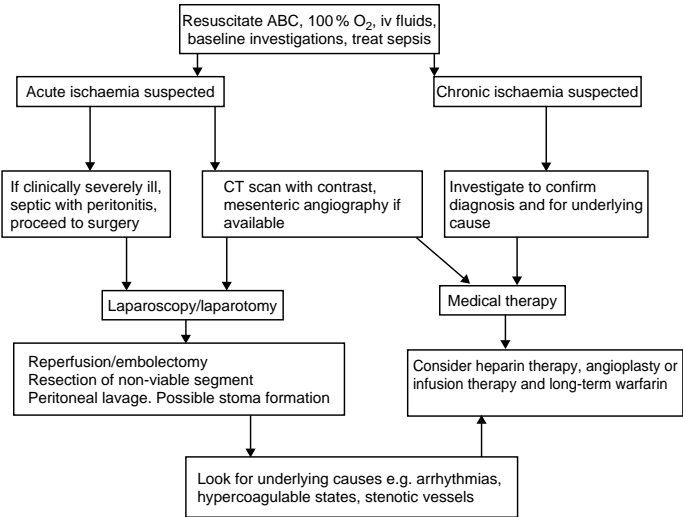 Resuscitate ABC, 100% O₂, iv fluids,
baseline investigations, treat sepsis
Acute ischaemia suspected
Chronic ischaemia suspected
If clinically severely ill,
septic with peritonitis,
proceed to surgery
CT scan with contrast,
mesenteric angiography if
available
Investigate to confirm
diagnosis and for underlying
cause
Laparoscopy/laparotomy
Medical therapy
Reperfusion/embolectomy
Resection of non-viable segment
Peritoneal lavage. Possible stoma formation
Consider heparin therapy, angioplasty or
infusion therapy and long-term warfarin
Look for underlying causes e.g. arrhythmias,
hypercoagulable states, stenotic vessels